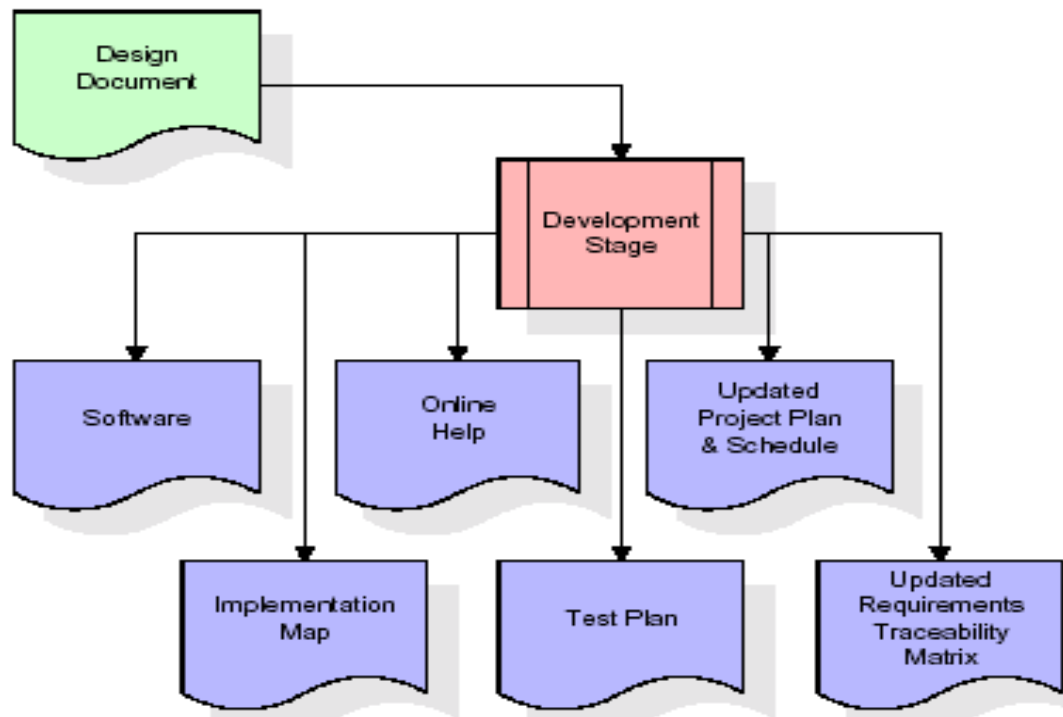 Design
Document
Development
Stage
Software
Online
Help
Updated
Project Plan
& Schedule
Implementation
Map
Test Plan
Updated
Requirements
Traceability
Matrix